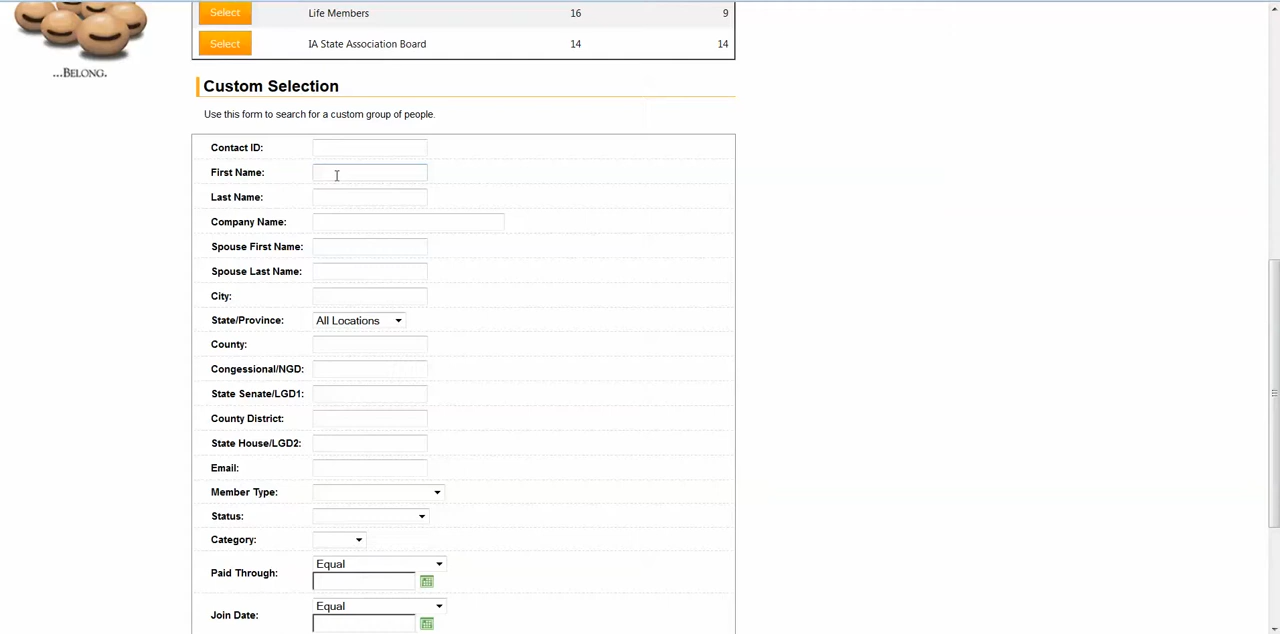 Select Life Members 16 9
Select IA State Association Board 14 14
...BELONG.
Custom Selection
Use this form to search for a custom group of people.
Contact ID:
First Name:
Last Name:
Company Name:
Spouse First Name:
Spouse Last Name:
City:
State/Province: All Locations
County:
Congressional/NGD:
State Senate/LGD1:
County District:
State House/LGD2:
Email:
Member Type:
Status:
Category:
Paid Through: Equal
Join Date: Equal